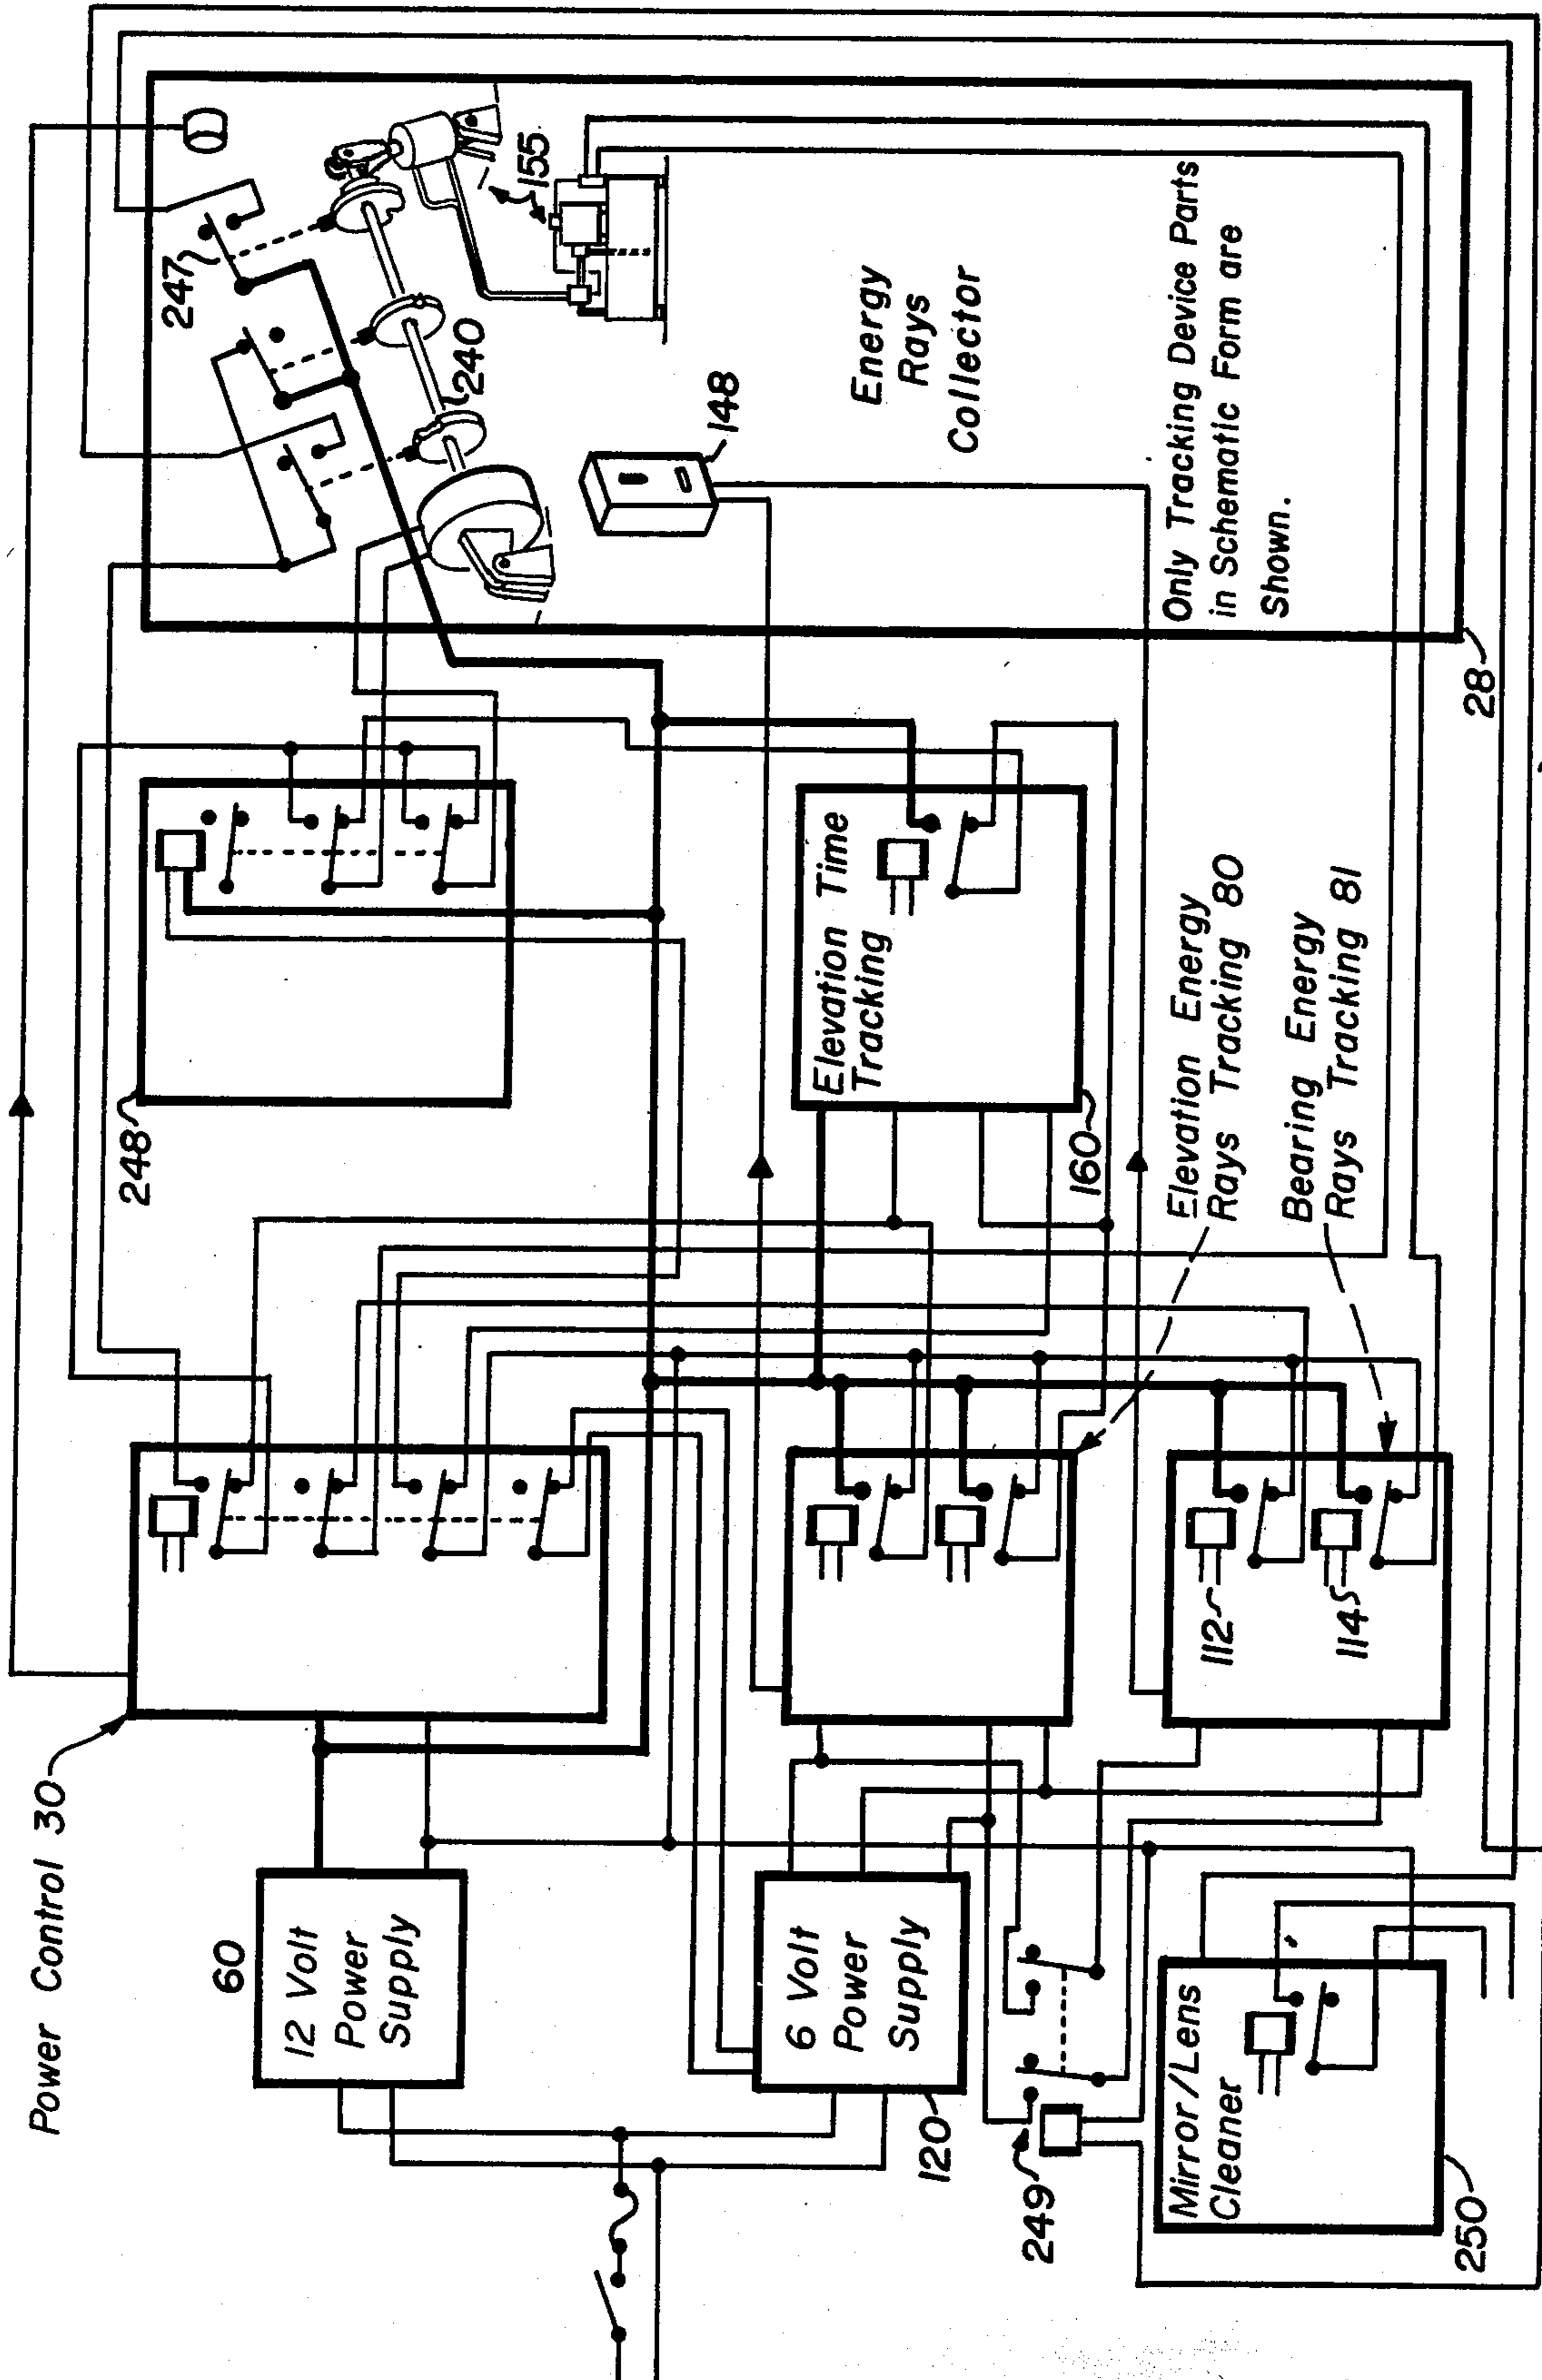 Power Control 30
60
12 Volt
Power
Supply
6 Volt
Power
Supply
120
249
Mirror/Lens
Cleaner
250
248
Elevation Time
Tracking
160
Elevation Energy
Rays Tracking 80
Bearing Energy
Rays Tracking 81
112
114
247
240
155
148
Energy
Rays
Collector
Only Tracking Device Parts
in Schematic Form are
Shown.
28